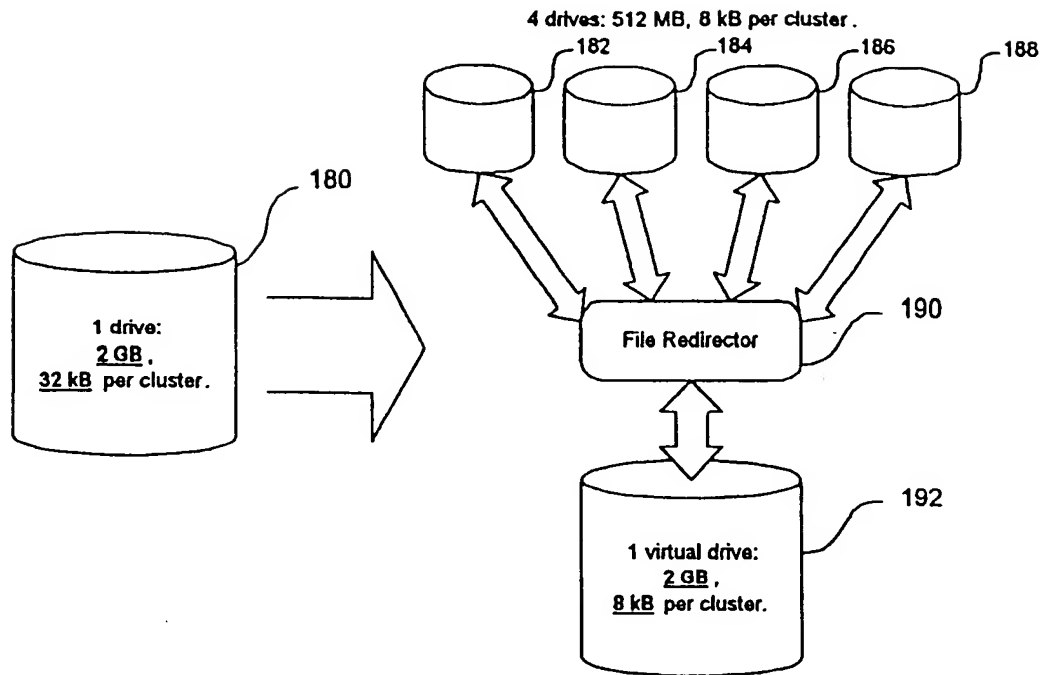 4 drives: 512 MB, 8 kB per cluster.
182
184
186
188
180
1 drive:
2 GB,
32 kB per cluster.
File Redirector
190
192
1 virtual drive:
2 GB,
8 kB per cluster.